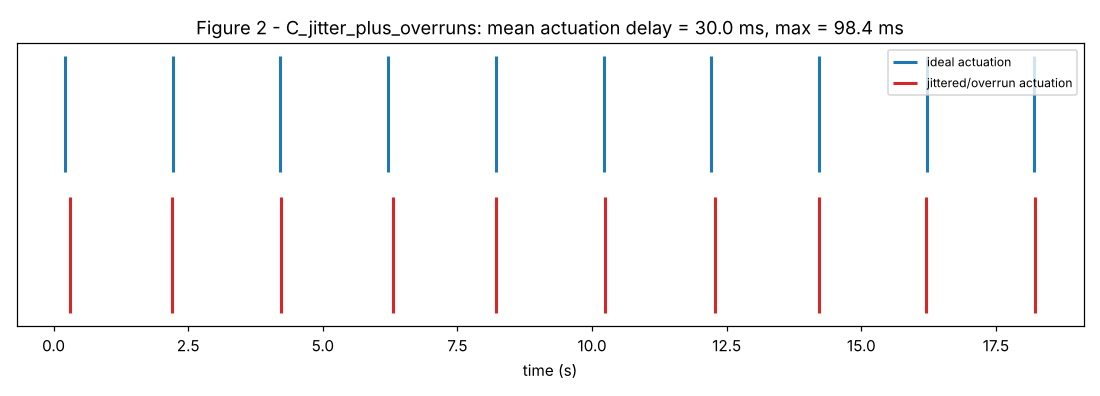 Figure 2 - C_jitter_plus_overruns: mean actuation delay = 30.0 ms, max = 98.4 ms
ideal actuation
jittered/overrun actuation
0.0 2.5 5.0 7.5 10.0 12.5 15.0 17.5
time (s)